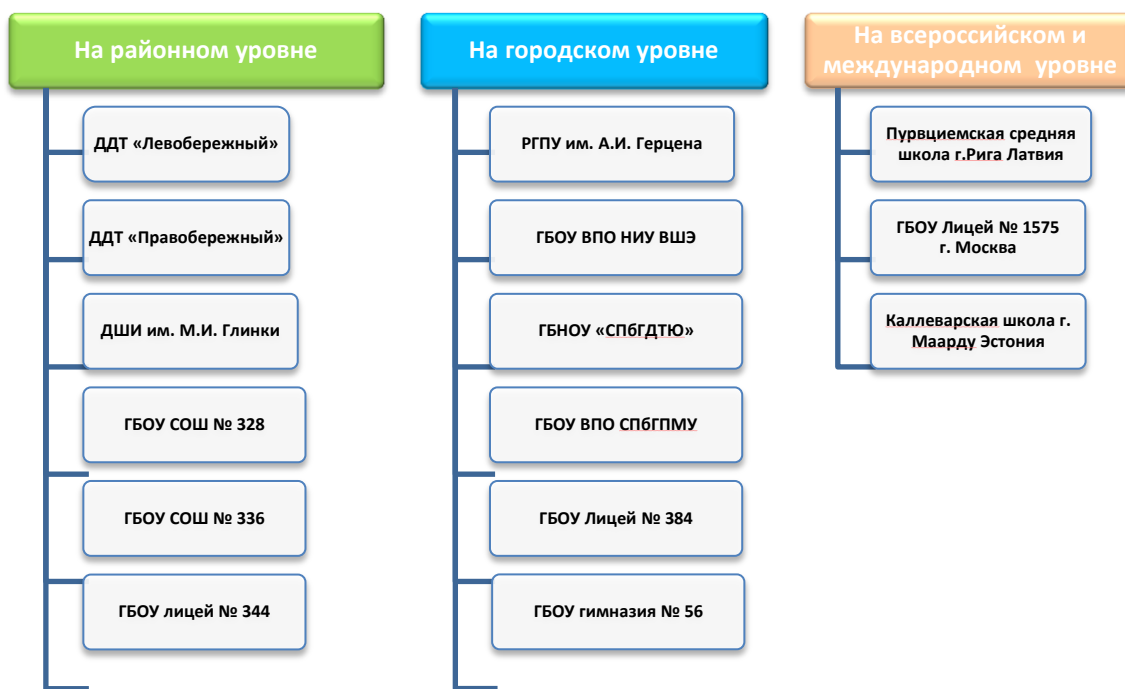 На районном уровне
ДДТ «Левобережный»
ДДТ «Правобережный»
ДШИ им. М.И. Глинки
ГБОУ СОШ № 328
ГБОУ СОШ № 336
ГБОУ лицей № 344
На городском уровне
РГПУ им. А.И. Герцена
ГБОУ ВПО НИУ ВШЭ
ГБНОУ «СПбГДТЮ»
ГБОУ ВПО СПбГПМУ
ГБОУ Лицей № 384
ГБОУ гимназия № 56
На всероссийском и
международном уровне
Пурвциемская средняя
школа г.Рига Латвия
ГБОУ Лицей № 1575
г. Москва
Каллеварская школа г.
Маарду Эстония